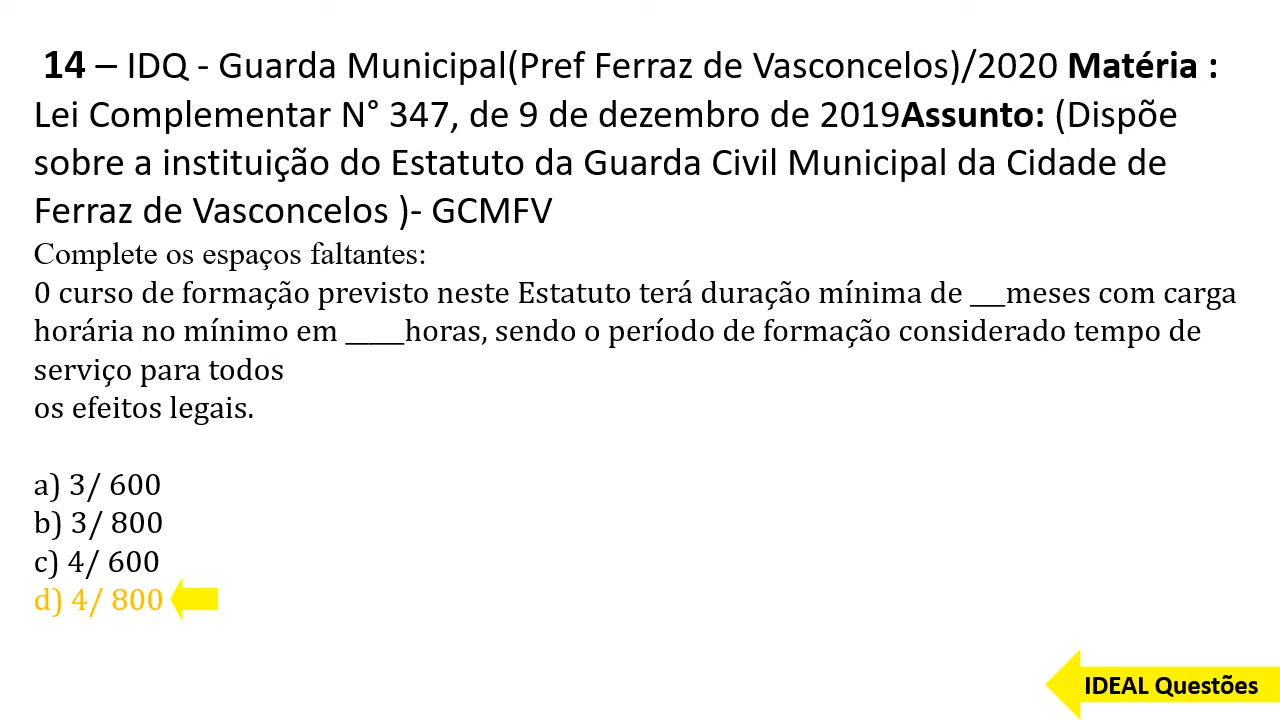 14 – IDQ - Guarda Municipal(Pref Ferraz de Vasconcelos)/2020 Matéria :
Lei Complementar N° 347, de 9 de dezembro de 2019Assunto: (Dispõe
sobre a instituição do Estatuto da Guarda Civil Municipal da Cidade de
Ferraz de Vasconcelos )- GCMFV
Complete os espaços faltantes:
0 curso de formação previsto neste Estatuto terá duração mínima de ___meses com carga
horária no mínimo em _____horas, sendo o período de formação considerado tempo de
serviço para todos
os efeitos legais.
a) 3/ 600
b) 3/ 800
c) 4/ 600
d) 4/ 800
IDEAL Questões